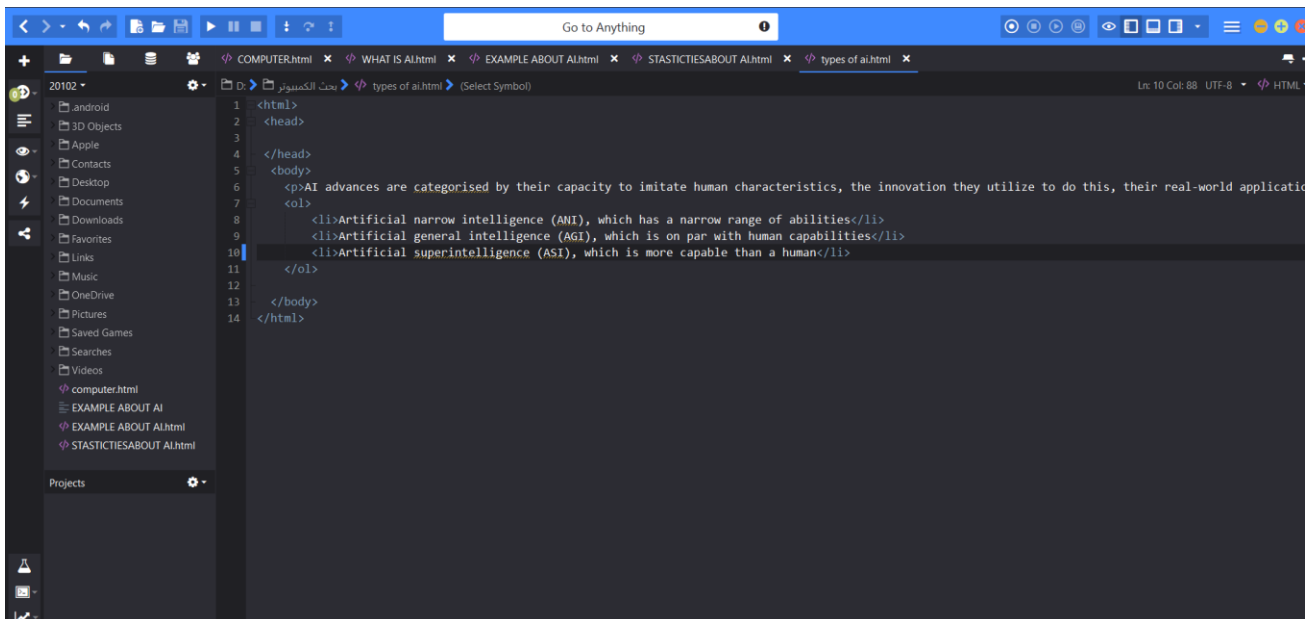 Go to Anything
COMPUTER.html × WHAT IS AI.html × EXAMPLE ABOUT AI.html × STASTICTIESABOUT AI.html × types of ai.html ×
20102
D: > بحث الكمبيوتر > types of ai.html > (Select Symbol)
Ln: 10 Col: 88 UTF-8 HTML
.android
3D Objects
Apple
Contacts
Desktop
Documents
Downloads
Favorites
Links
Music
OneDrive
Pictures
Saved Games
Searches
Videos
computer.html
EXAMPLE ABOUT AI
EXAMPLE ABOUT AI.html
STASTICTIESABOUT AI.html
Projects
1 <html>
2 <head>
3
4 </head>
5 <body>
6 <p>AI advances are categorised by their capacity to imitate human characteristics, the innovation they utilize to do this, their real-world applicatio
7 <ol>
8 <li>Artificial narrow intelligence (ANI), which has a narrow range of abilities</li>
9 <li>Artificial general intelligence (AGI), which is on par with human capabilities</li>
10 <li>Artificial superintelligence (ASI), which is more capable than a human</li>
11 </ol>
12
13 </body>
14 </html>